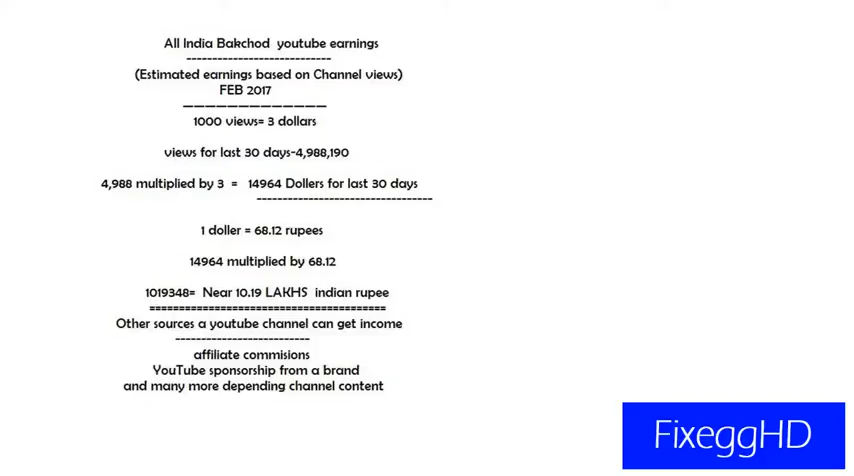 All India Bakchod youtube earnings
----------------------------
(Estimated earnings based on Channel views)
FEB 2017
—————————————
1000 views= 3 dollars
views for last 30 days-4,988,190
4,988 multiplied by 3 = 14964 Dollers for last 30 days
----------------------------------
1 doller = 68.12 rupees
14964 multiplied by 68.12
1019348= Near 10.19 LAKHS indian rupee
========================================
Other sources a youtube channel can get income
--------------------------
affiliate commisions
YouTube sponsorship from a brand
and many more depending channel content
FixeggHD